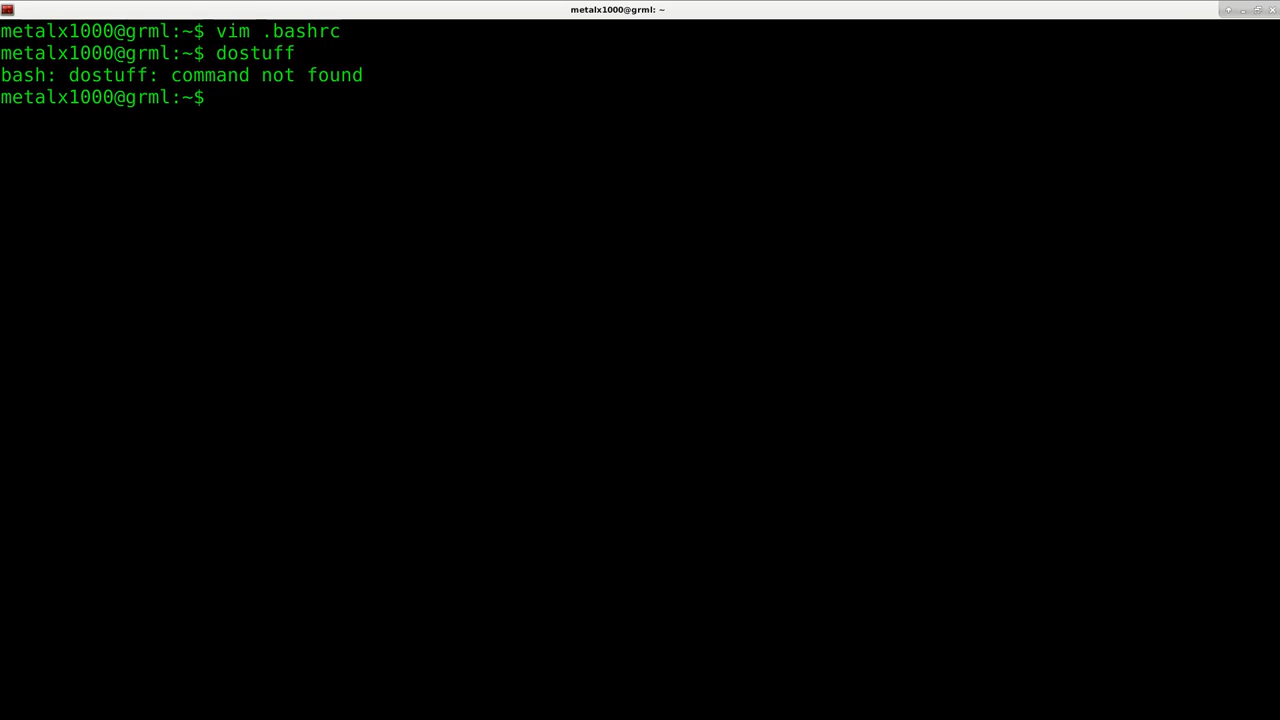 metalx1000@grml: ~
metalx1000@grml:~$ vim .bashrc
metalx1000@grml:~$ dostuff
bash: dostuff: command not found
metalx1000@grml:~$